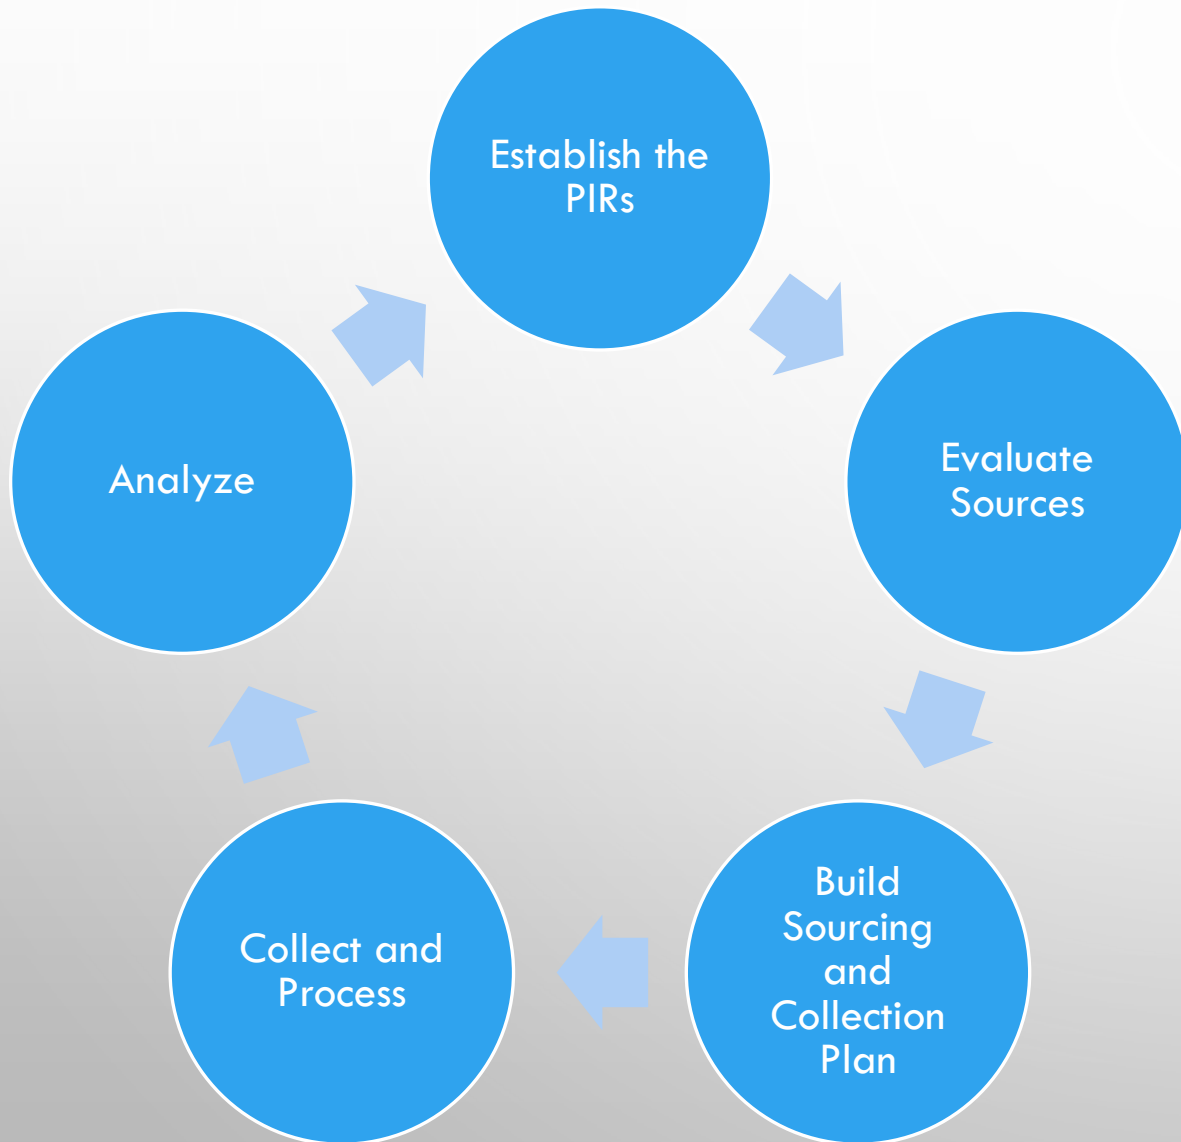 Establish the
PIRs
Evaluate
Sources
Build
Sourcing
and
Collection
Plan
Collect and
Process
Analyze